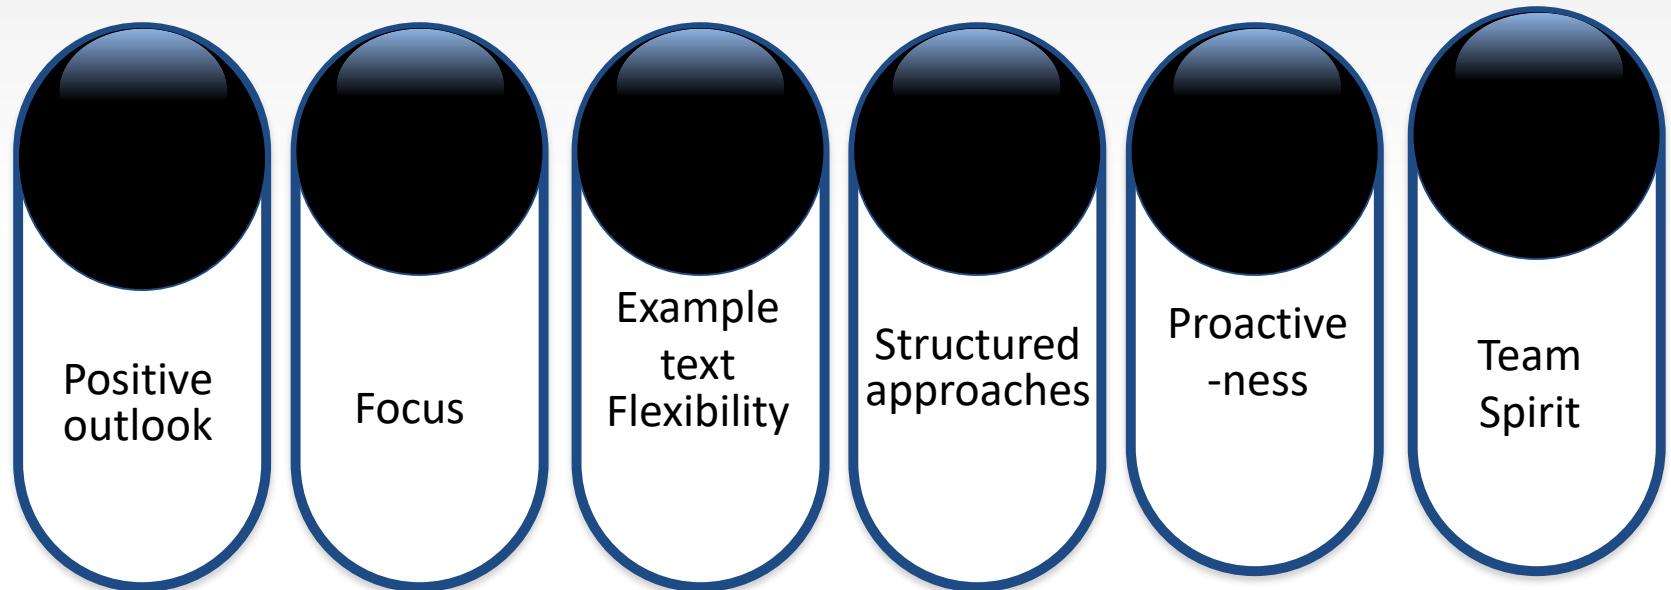 Positive
outlook
Focus
Example
text
Flexibility
Structured
approaches
Proactive
-ness
Team
Spirit